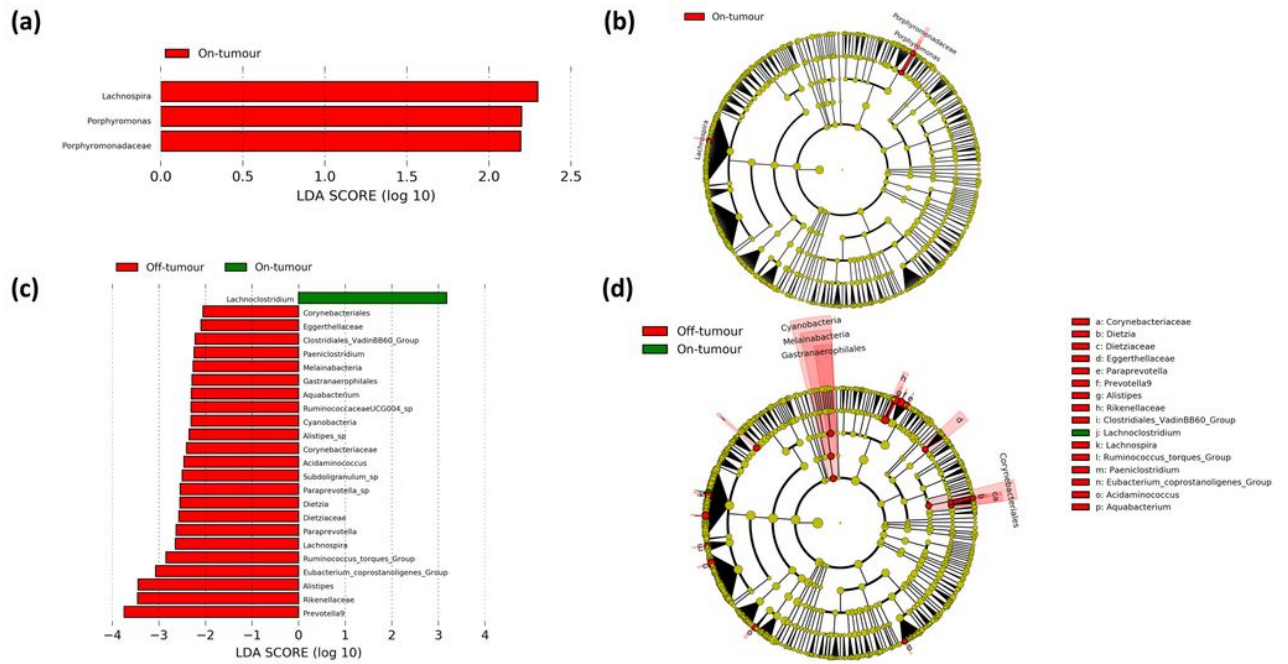 (a)
On-tumour
Lachnospira
Porphyromonas
Porphyromonadaceae
0.0 0.5 1.0 1.5 2.0 2.5
LDA SCORE (log 10)
(b)
On-tumour
Porphyromonadaceae
Porphyromonas
Lachnospira
(c)
Off-tumour On-tumour
Lachnoclostridium
Corynebacteriales
Eggerthellaceae
Clostridiales_VadinBB60_Group
Paeniclostridium
Melainabacteria
Gastranaerophilales
Aquabacterium
RuminococcaceaeUCG004_sp
Cyanobacteria
Alistipes_sp
Corynebacteriaceae
Acidaminococcus
Subdoligranulum_sp
Paraprevotella_sp
Dietzia
Dietziaceae
Paraprevotella
Lachnospira
Ruminococcus_torques_Group
Eubacterium_coprostanoligenes_Group
Alistipes
Rikenellaceae
Prevotella9
−4 −3 −2 −1 0 1 2 3 4
LDA SCORE (log 10)
(d)
Off-tumour
On-tumour
Cyanobacteria
Melainabacteria
Gastranaerophilales
h
Corynebacteriales
a: Corynebacteriaceae
b: Dietzia
c: Dietziaceae
d: Eggerthellaceae
e: Paraprevotella
f: Prevotella9
g: Alistipes
h: Rikenellaceae
i: Clostridiales_VadinBB60_Group
j: Lachnoclostridium
k: Lachnospira
l: Ruminococcus_torques_Group
m: Paeniclostridium
n: Eubacterium_coprostanoligenes_Group
o: Acidaminococcus
p: Aquabacterium